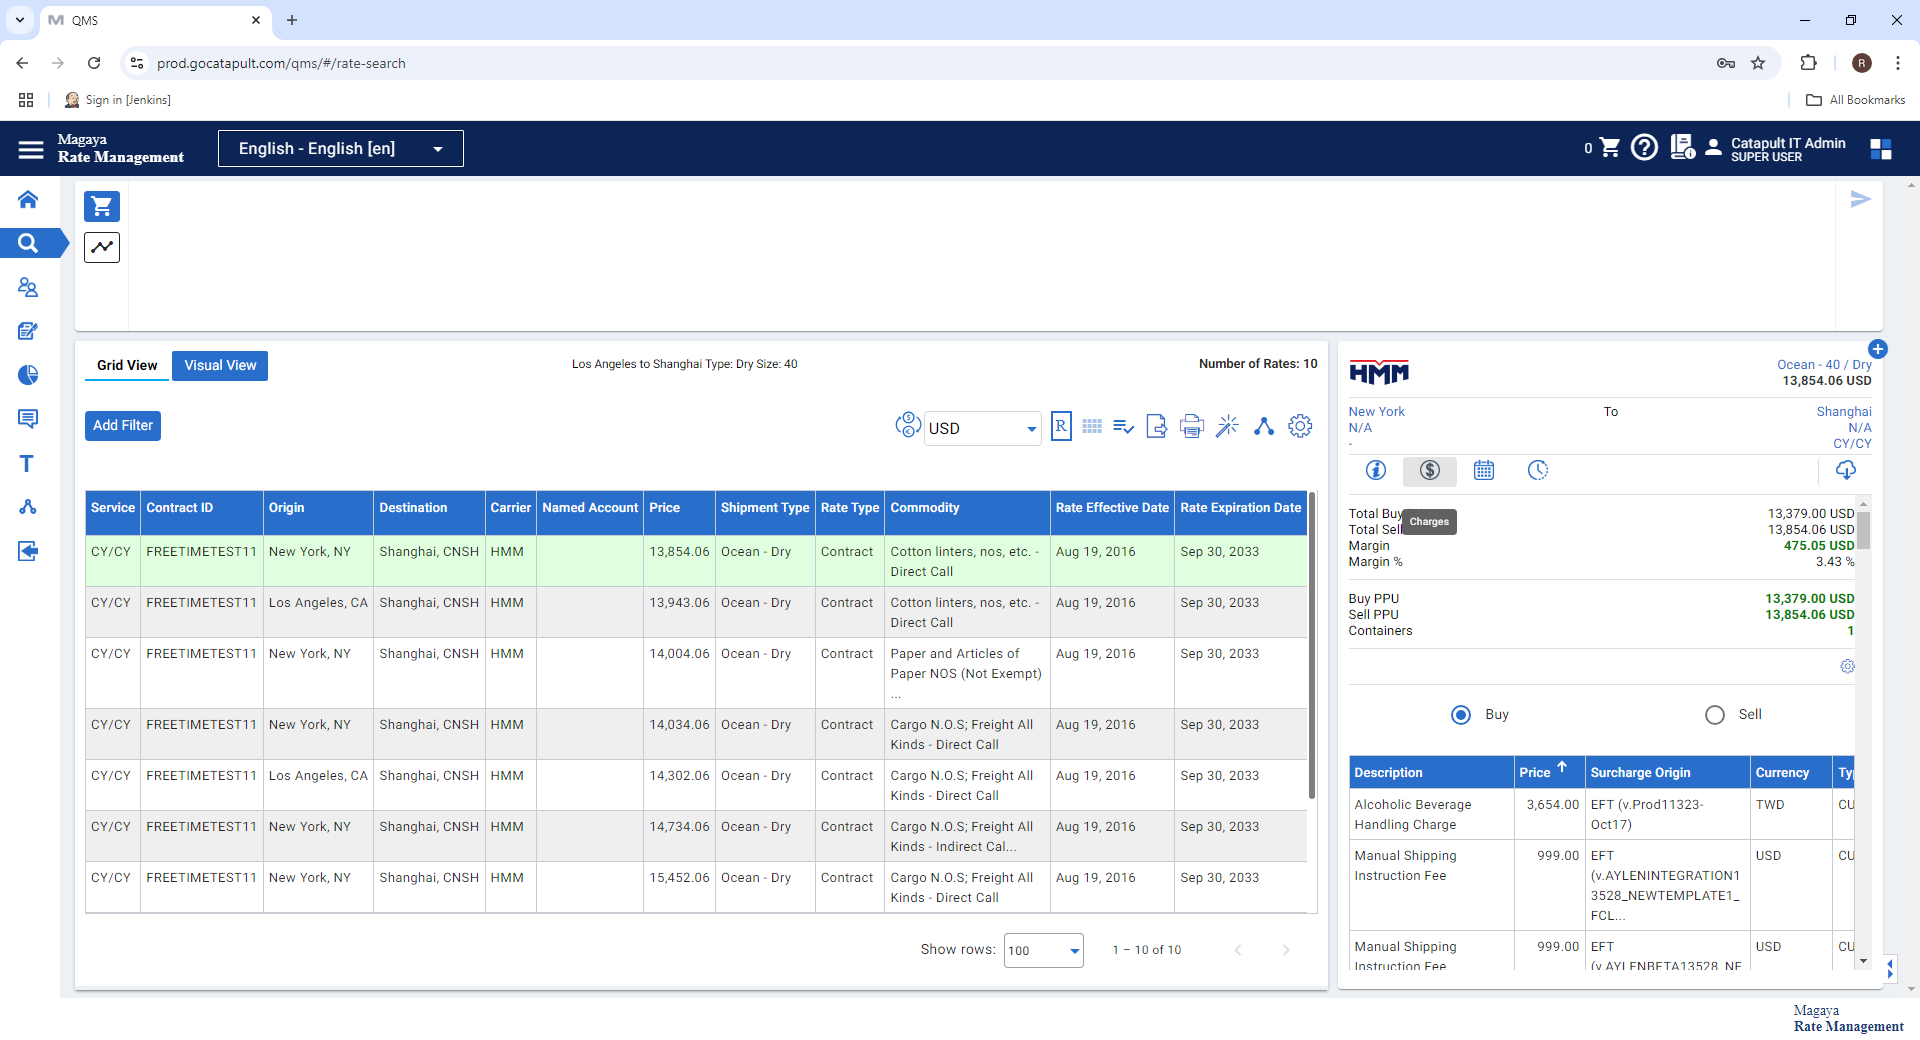 QMS
prod.gocatapult.com/qms/#/rate-search
R
Sign in [Jenkins]
All Bookmarks
Magaya
Rate Management
English - English [en]
0
Catapult IT Admin
SUPER USER
Grid View
Visual View
Los Angeles to Shanghai Type: Dry Size: 40
Number of Rates: 10
Add Filter
USD
R
Service Contract ID Origin Destination Carrier Named Account Price Shipment Type Rate Type Commodity Rate Effective Date Rate Expiration Date
CY/CY FREETIMETEST11 New York, NY Shanghai, CNSH HMM 13,854.06 Ocean - Dry Contract Cotton linters, nos, etc. - Aug 19, 2016 Sep 30, 2033
Direct Call
CY/CY FREETIMETEST11 Los Angeles, CA Shanghai, CNSH HMM 13,943.06 Ocean - Dry Contract Cotton linters, nos, etc. - Aug 19, 2016 Sep 30, 2033
Direct Call
CY/CY FREETIMETEST11 New York, NY Shanghai, CNSH HMM 14,004.06 Ocean - Dry Contract Paper and Articles of Aug 19, 2016 Sep 30, 2033
Paper NOS (Not Exempt)
...
CY/CY FREETIMETEST11 New York, NY Shanghai, CNSH HMM 14,034.06 Ocean - Dry Contract Cargo N.O.S; Freight All Aug 19, 2016 Sep 30, 2033
Kinds - Direct Call
CY/CY FREETIMETEST11 Los Angeles, CA Shanghai, CNSH HMM 14,302.06 Ocean - Dry Contract Cargo N.O.S; Freight All Aug 19, 2016 Sep 30, 2033
Kinds - Direct Call
CY/CY FREETIMETEST11 New York, NY Shanghai, CNSH HMM 14,734.06 Ocean - Dry Contract Cargo N.O.S; Freight All Aug 19, 2016 Sep 30, 2033
Kinds - Indirect Cal...
CY/CY FREETIMETEST11 New York, NY Shanghai, CNSH HMM 15,452.06 Ocean - Dry Contract Cargo N.O.S; Freight All Aug 19, 2016 Sep 30, 2033
Kinds - Direct Call
Show rows: 100 1 – 10 of 10
HMM
Ocean - 40 / Dry
13,854.06 USD
New York To Shanghai
N/A N/A
- CY/CY
Total Buy 13,379.00 USD
Charges
Total Sell 13,854.06 USD
Margin 475.05 USD
Margin % 3.43 %
Buy PPU 13,379.00 USD
Sell PPU 13,854.06 USD
Containers 1
Buy Sell
Description Price Surcharge Origin Currency Ty
Alcoholic Beverage 3,654.00 EFT (v.Prod11323- TWD CU
Handling Charge Oct17)
Manual Shipping 999.00 EFT USD CU
Instruction Fee (v.AYLENINTEGRATION1
3528_NEWTEMPLATE1_
FCL...
Manual Shipping 999.00 EFT USD CU
Instruction Fee (v.AYLENBETA13528_NE
Magaya
Rate Management